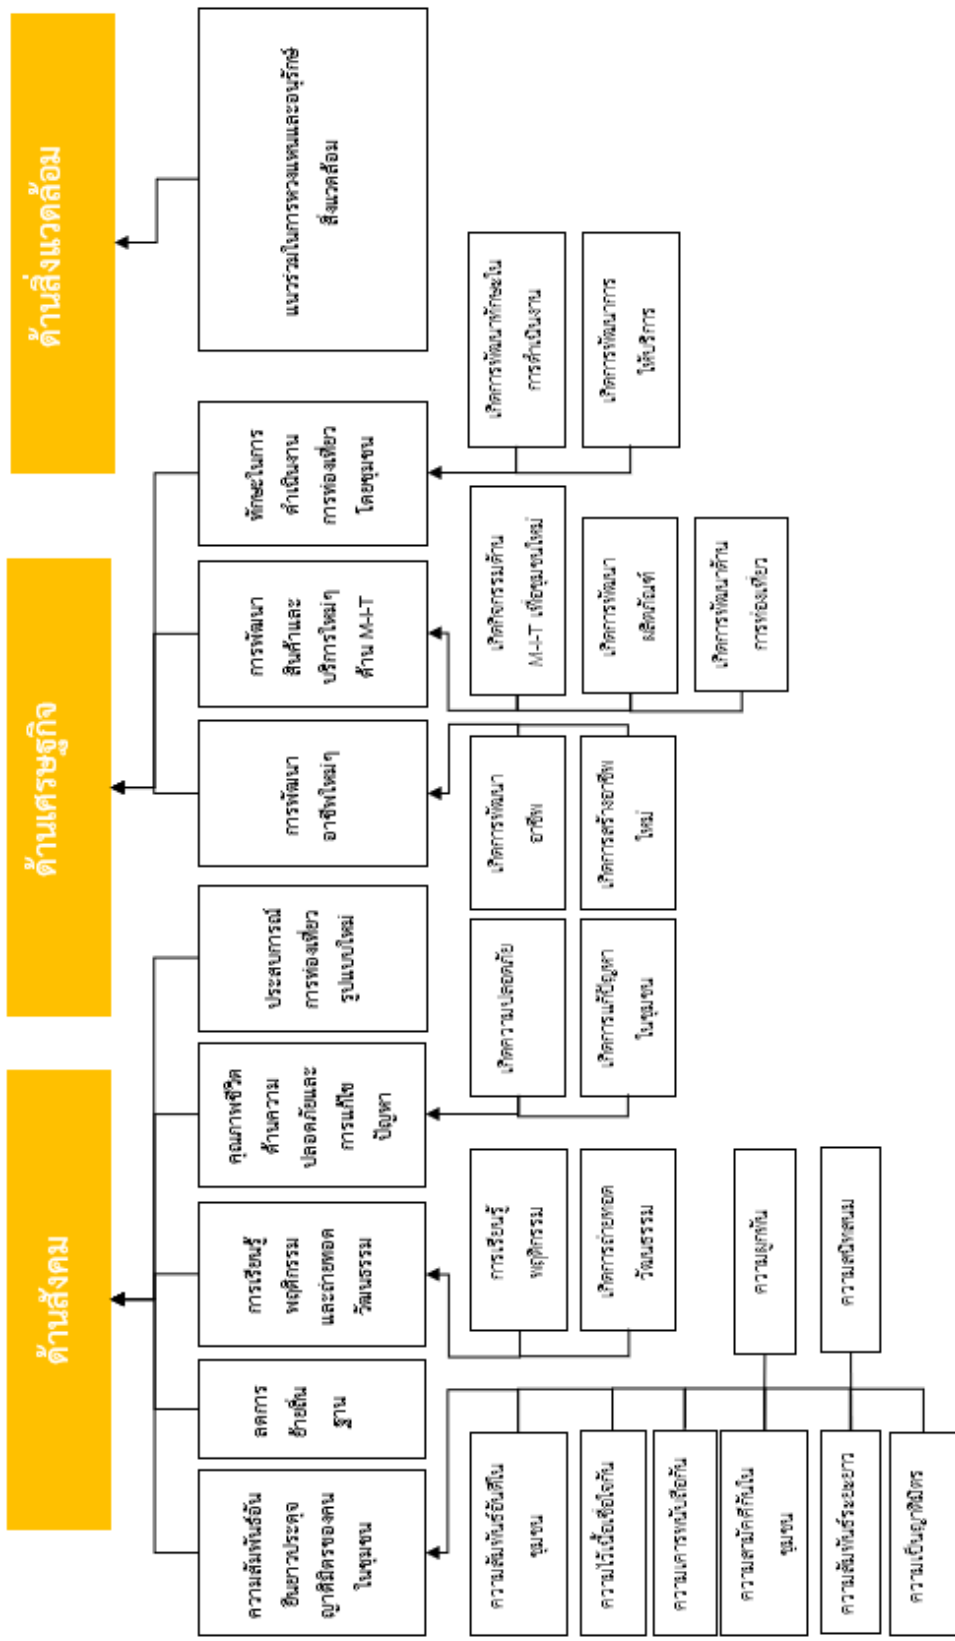 ด้านสังคม
ด้านเศรษฐกิจ
ด้านสิ่งแวดล้อม
ความสัมพันธ์อัน
ยืนยาวประดุจ
ญาติมิตรของคน
ในชุมชน
ลดการ
ย้ายถิ่น
ฐาน
การเรียนรู้
พฤติกรรม
และถ่ายทอด
วัฒนธรรม
คุณภาพชีวิต
ด้านความ
ปลอดภัยและ
การแก้ไข
ปัญหา
ประสบการณ์
การท่องเที่ยว
รูปแบบใหม่
การพัฒนา
อาชีพใหม่ๆ
การพัฒนา
สินค้าและ
บริการใหม่ๆ
ด้าน M-I-T
ทักษะในการ
ดำเนินงาน
การท่องเที่ยว
โดยชุมชน
แนวร่วมในการหวงแหนและอนุรักษ์
สิ่งแวดล้อม
ความสัมพันธ์อันดีใน
ชุมชน
ความไว้เนื้อเชื่อใจกัน
ความเคารพนับถือกัน
ความสามัคคีกันใน
ชุมชน
ความสัมพันธ์ระยะยาว
ความเป็นญาติมิตร
ความผูกพัน
ความสนิทสนม
การเรียนรู้
พฤติกรรม
เกิดการถ่ายทอด
วัฒนธรรม
เกิดความปลอดภัย
เกิดการแก้ปัญหา
ในชุมชน
เกิดการพัฒนา
อาชีพ
เกิดการสร้างอาชีพ
ใหม่
เกิดกิจกรรมด้าน
M-I-T เพื่อชุมชนใหม่
เกิดการพัฒนา
ผลิตภัณฑ์
เกิดการพัฒนาด้าน
การท่องเที่ยว
เกิดการพัฒนาทักษะใน
การดำเนินงาน
เกิดการพัฒนาการ
ให้บริการ